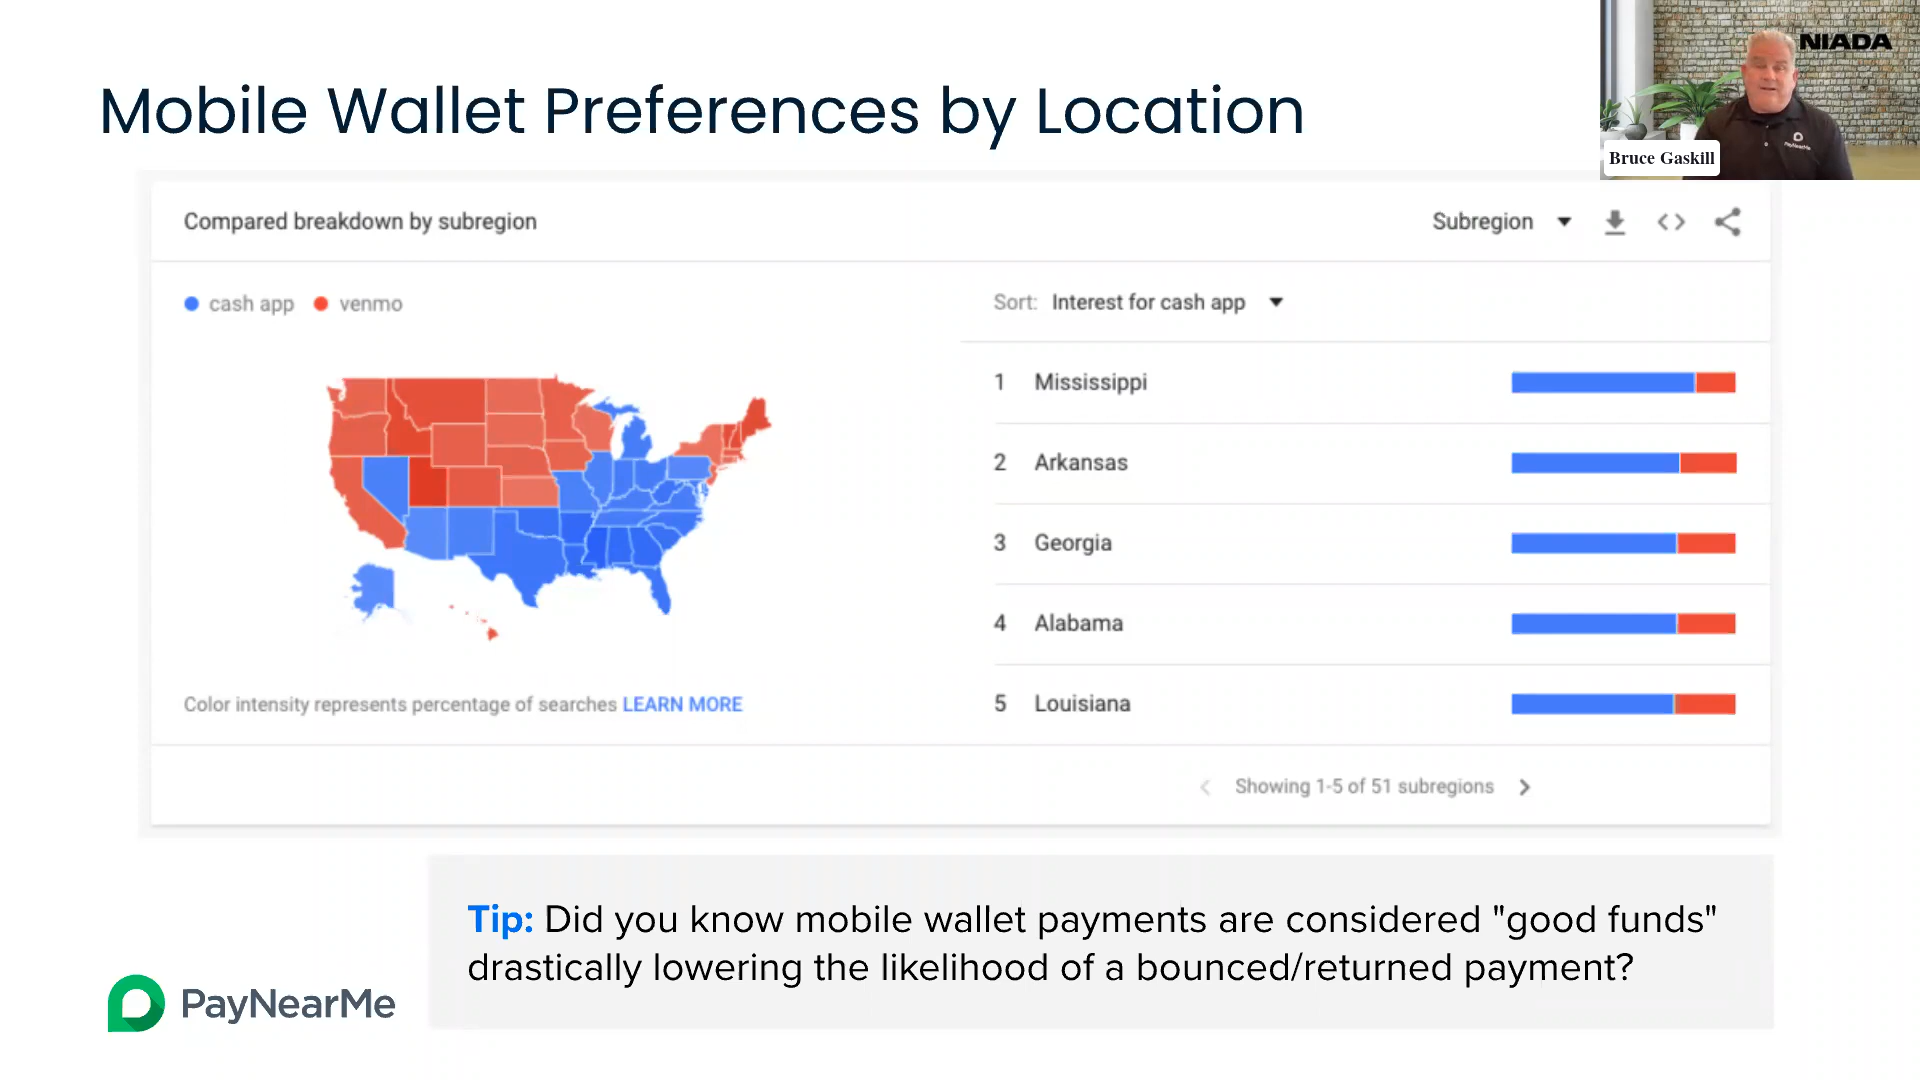 NIADA
PayNearMe
Bruce Gaskill
Mobile Wallet Preferences by Location
Compared breakdown by subregion
Subregion
cash app venmo
Sort: Interest for cash app
1 Mississippi
2 Arkansas
3 Georgia
4 Alabama
5 Louisiana
Color intensity represents percentage of searches LEARN MORE
Showing 1-5 of 51 subregions
Tip: Did you know mobile wallet payments are considered "good funds"
drastically lowering the likelihood of a bounced/returned payment?
PayNearMe